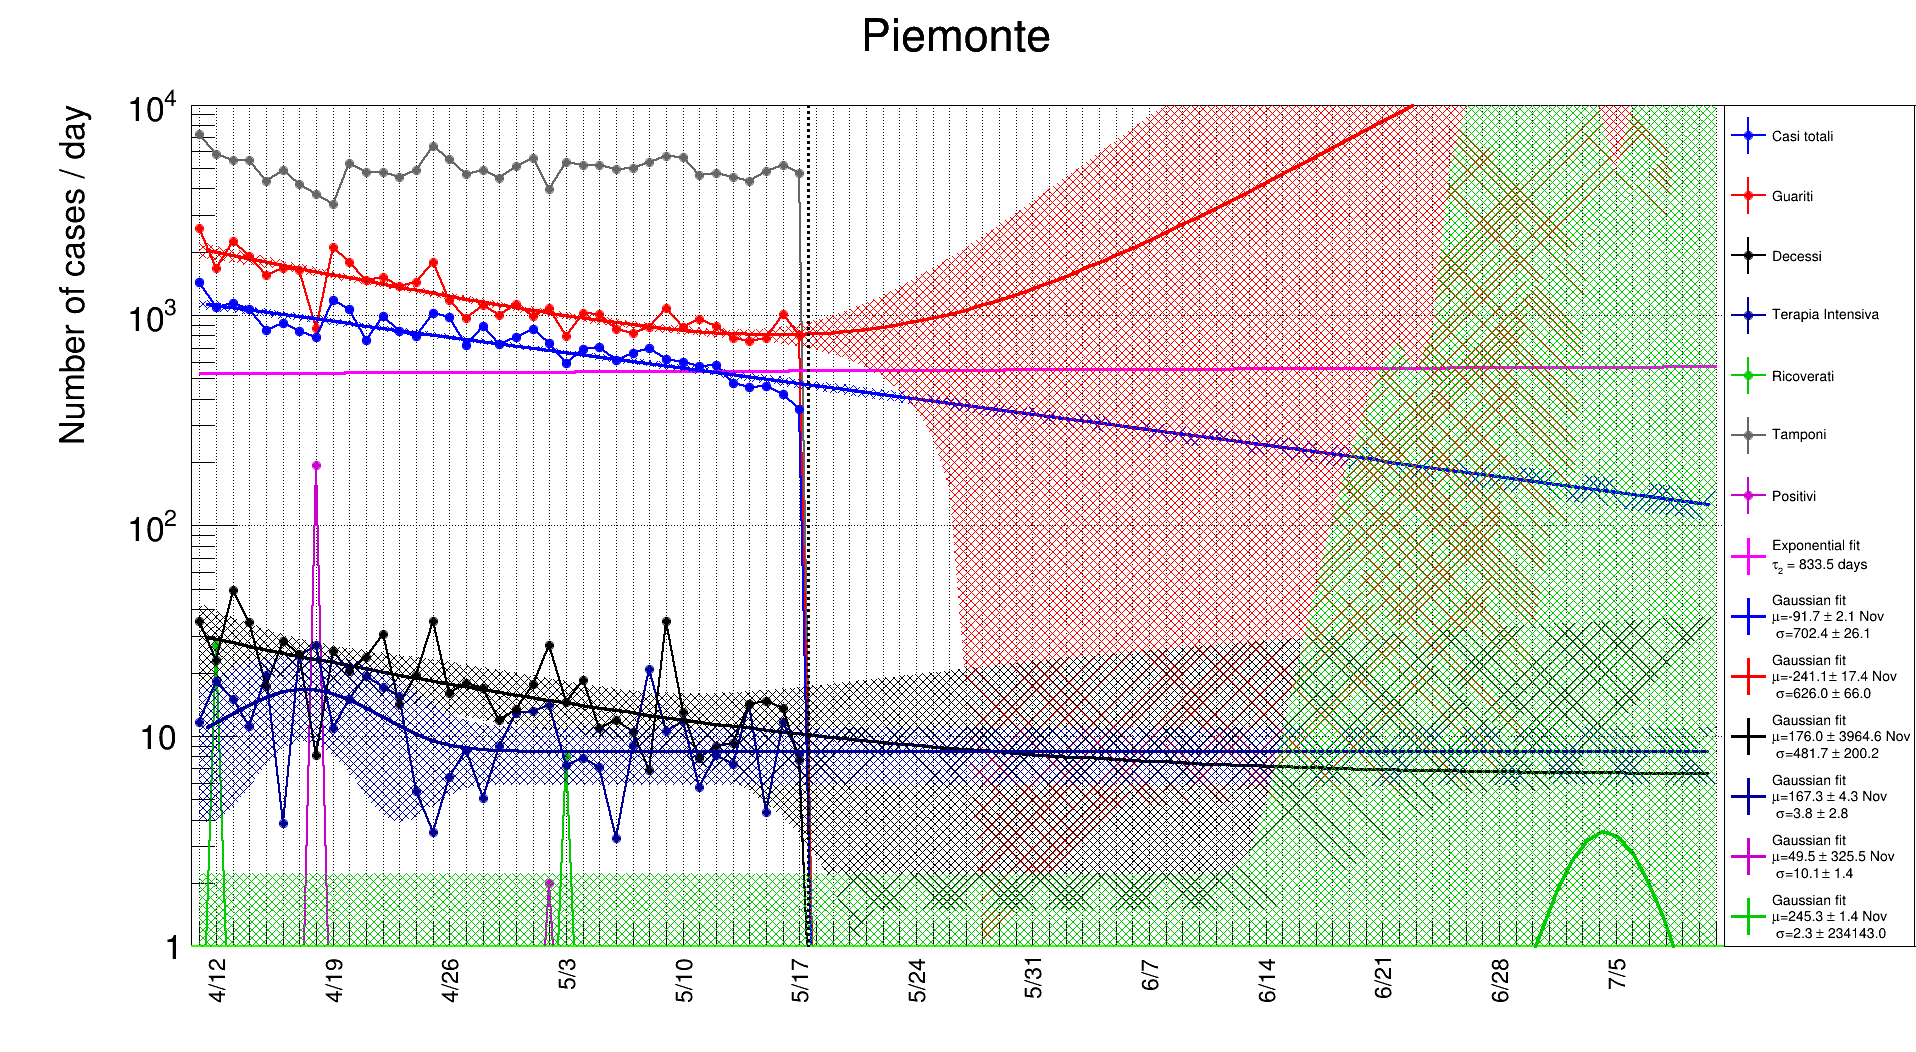 Piemonte
Number of cases / day
10⁴
10³
10²
10
1
4/12
4/19
4/26
5/3
5/10
5/17
5/24
5/31
6/7
6/14
6/21
6/28
7/5
Casi totali
Guariti
Decessi
Terapia Intensiva
Ricoverati
Tamponi
Positivi
Exponential fit
τ₂ = 833.5 days
Gaussian fit
μ=-91.7 ± 2.1 Nov
σ=702.4 ± 26.1
Gaussian fit
μ=-241.1 ± 17.4 Nov
σ=626.0 ± 66.0
Gaussian fit
μ=176.0 ± 3964.6 Nov
σ=481.7 ± 200.2
Gaussian fit
μ=167.3 ± 4.3 Nov
σ=3.8 ± 2.8
Gaussian fit
μ=49.5 ± 325.5 Nov
σ=10.1 ± 1.4
Gaussian fit
μ=245.3 ± 1.4 Nov
σ=2.3 ± 234143.0